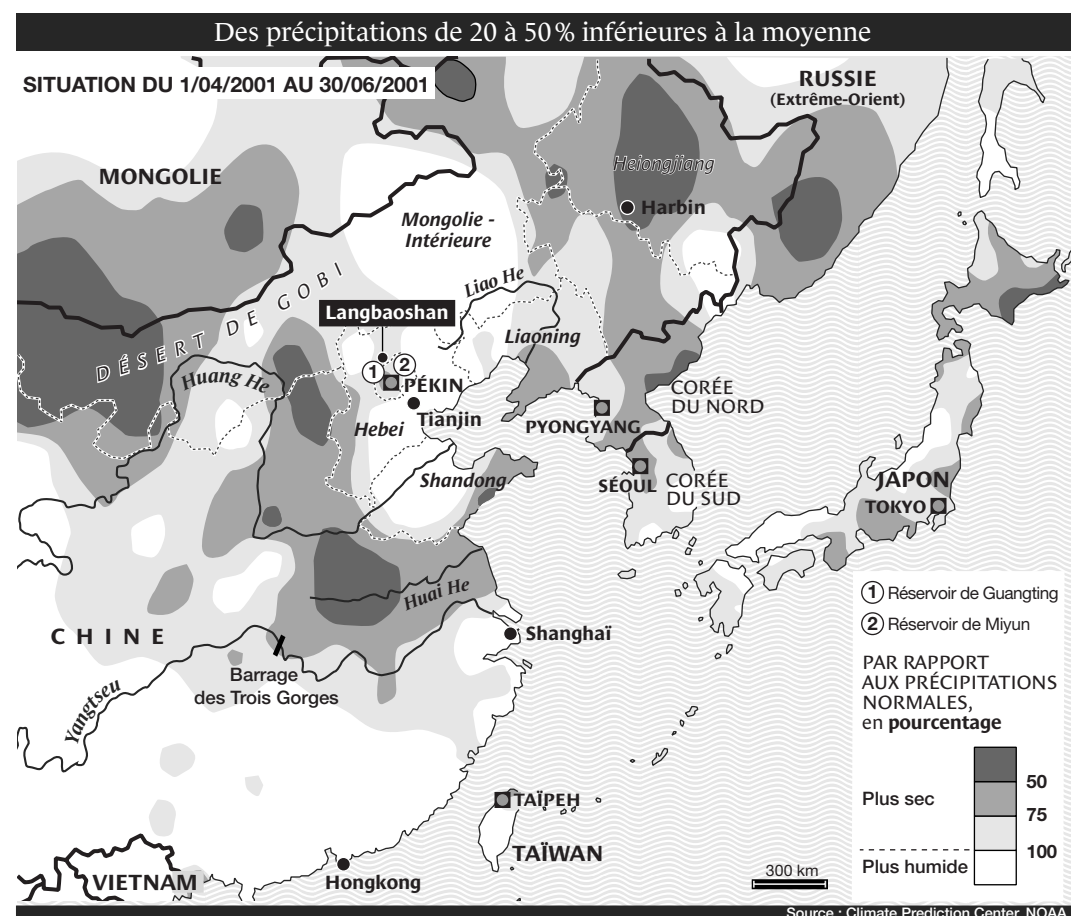 Des précipitations de 20 à 50% inférieures à la moyenne
SITUATION DU 1/04/2001 AU 30/06/2001
RUSSIE
(Extrême-Orient)
MONGOLIE
Heiongjiang
Harbin
Mongolie -
Intérieure
DÉSERT DE GOBI
Liao He
Langbaoshan
Liaoning
Huang He
1
2
PÉKIN
Tianjin
Hebei
CORÉE
DU NORD
PYONGYANG
Shandong
SÉOUL
CORÉE
DU SUD
JAPON
TOKYO
Huai He
CHINE
Shanghaï
Barrage
des Trois Gorges
Yangtseu
TAÏPEH
TAÏWAN
VIETNAM
Hongkong
300 km
1 Réservoir de Guangting
2 Réservoir de Miyun
PAR RAPPORT
AUX PRÉCIPITATIONS
NORMALES,
en pourcentage
50
Plus sec
75
100
Plus humide
Source : Climate Prediction Center, NOAA